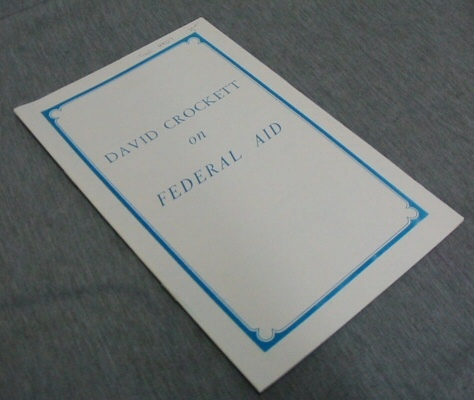 DAVID CROCKETT
on
FEDERAL AID